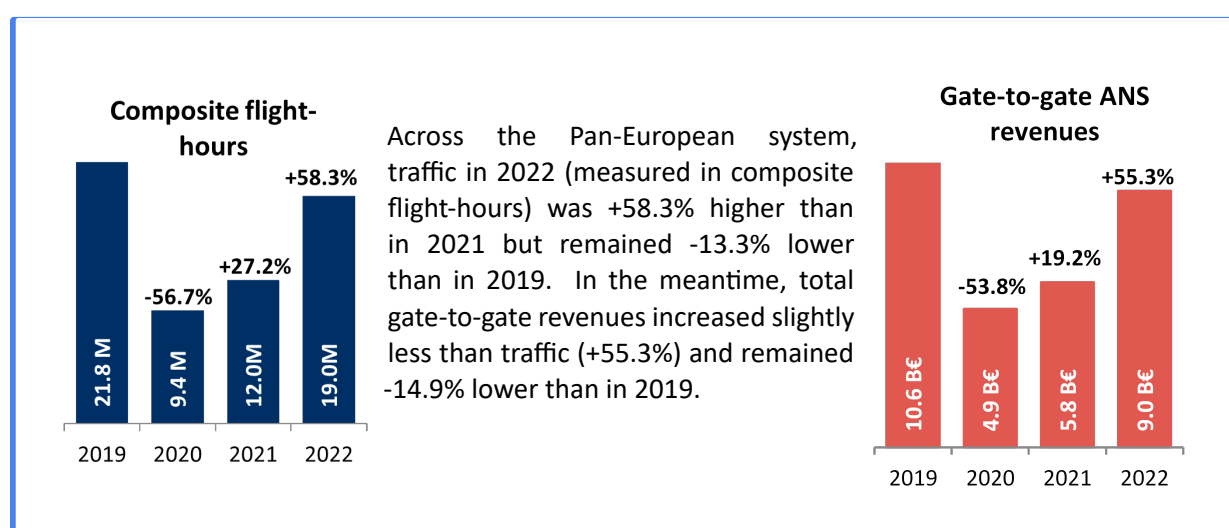 Composite flight-
hours
+58.3%
+27.2%
-56.7%
21.8 M
9.4 M
12.0M
19.0M
2019 2020 2021 2022
Across the Pan-European system,
traffic in 2022 (measured in composite
flight-hours) was +58.3% higher than
in 2021 but remained -13.3% lower
than in 2019. In the meantime, total
gate-to-gate revenues increased slightly
less than traffic (+55.3%) and remained
-14.9% lower than in 2019.
Gate-to-gate ANS
revenues
+55.3%
+19.2%
-53.8%
10.6 B€
4.9 B€
5.8 B€
9.0 B€
2019 2020 2021 2022